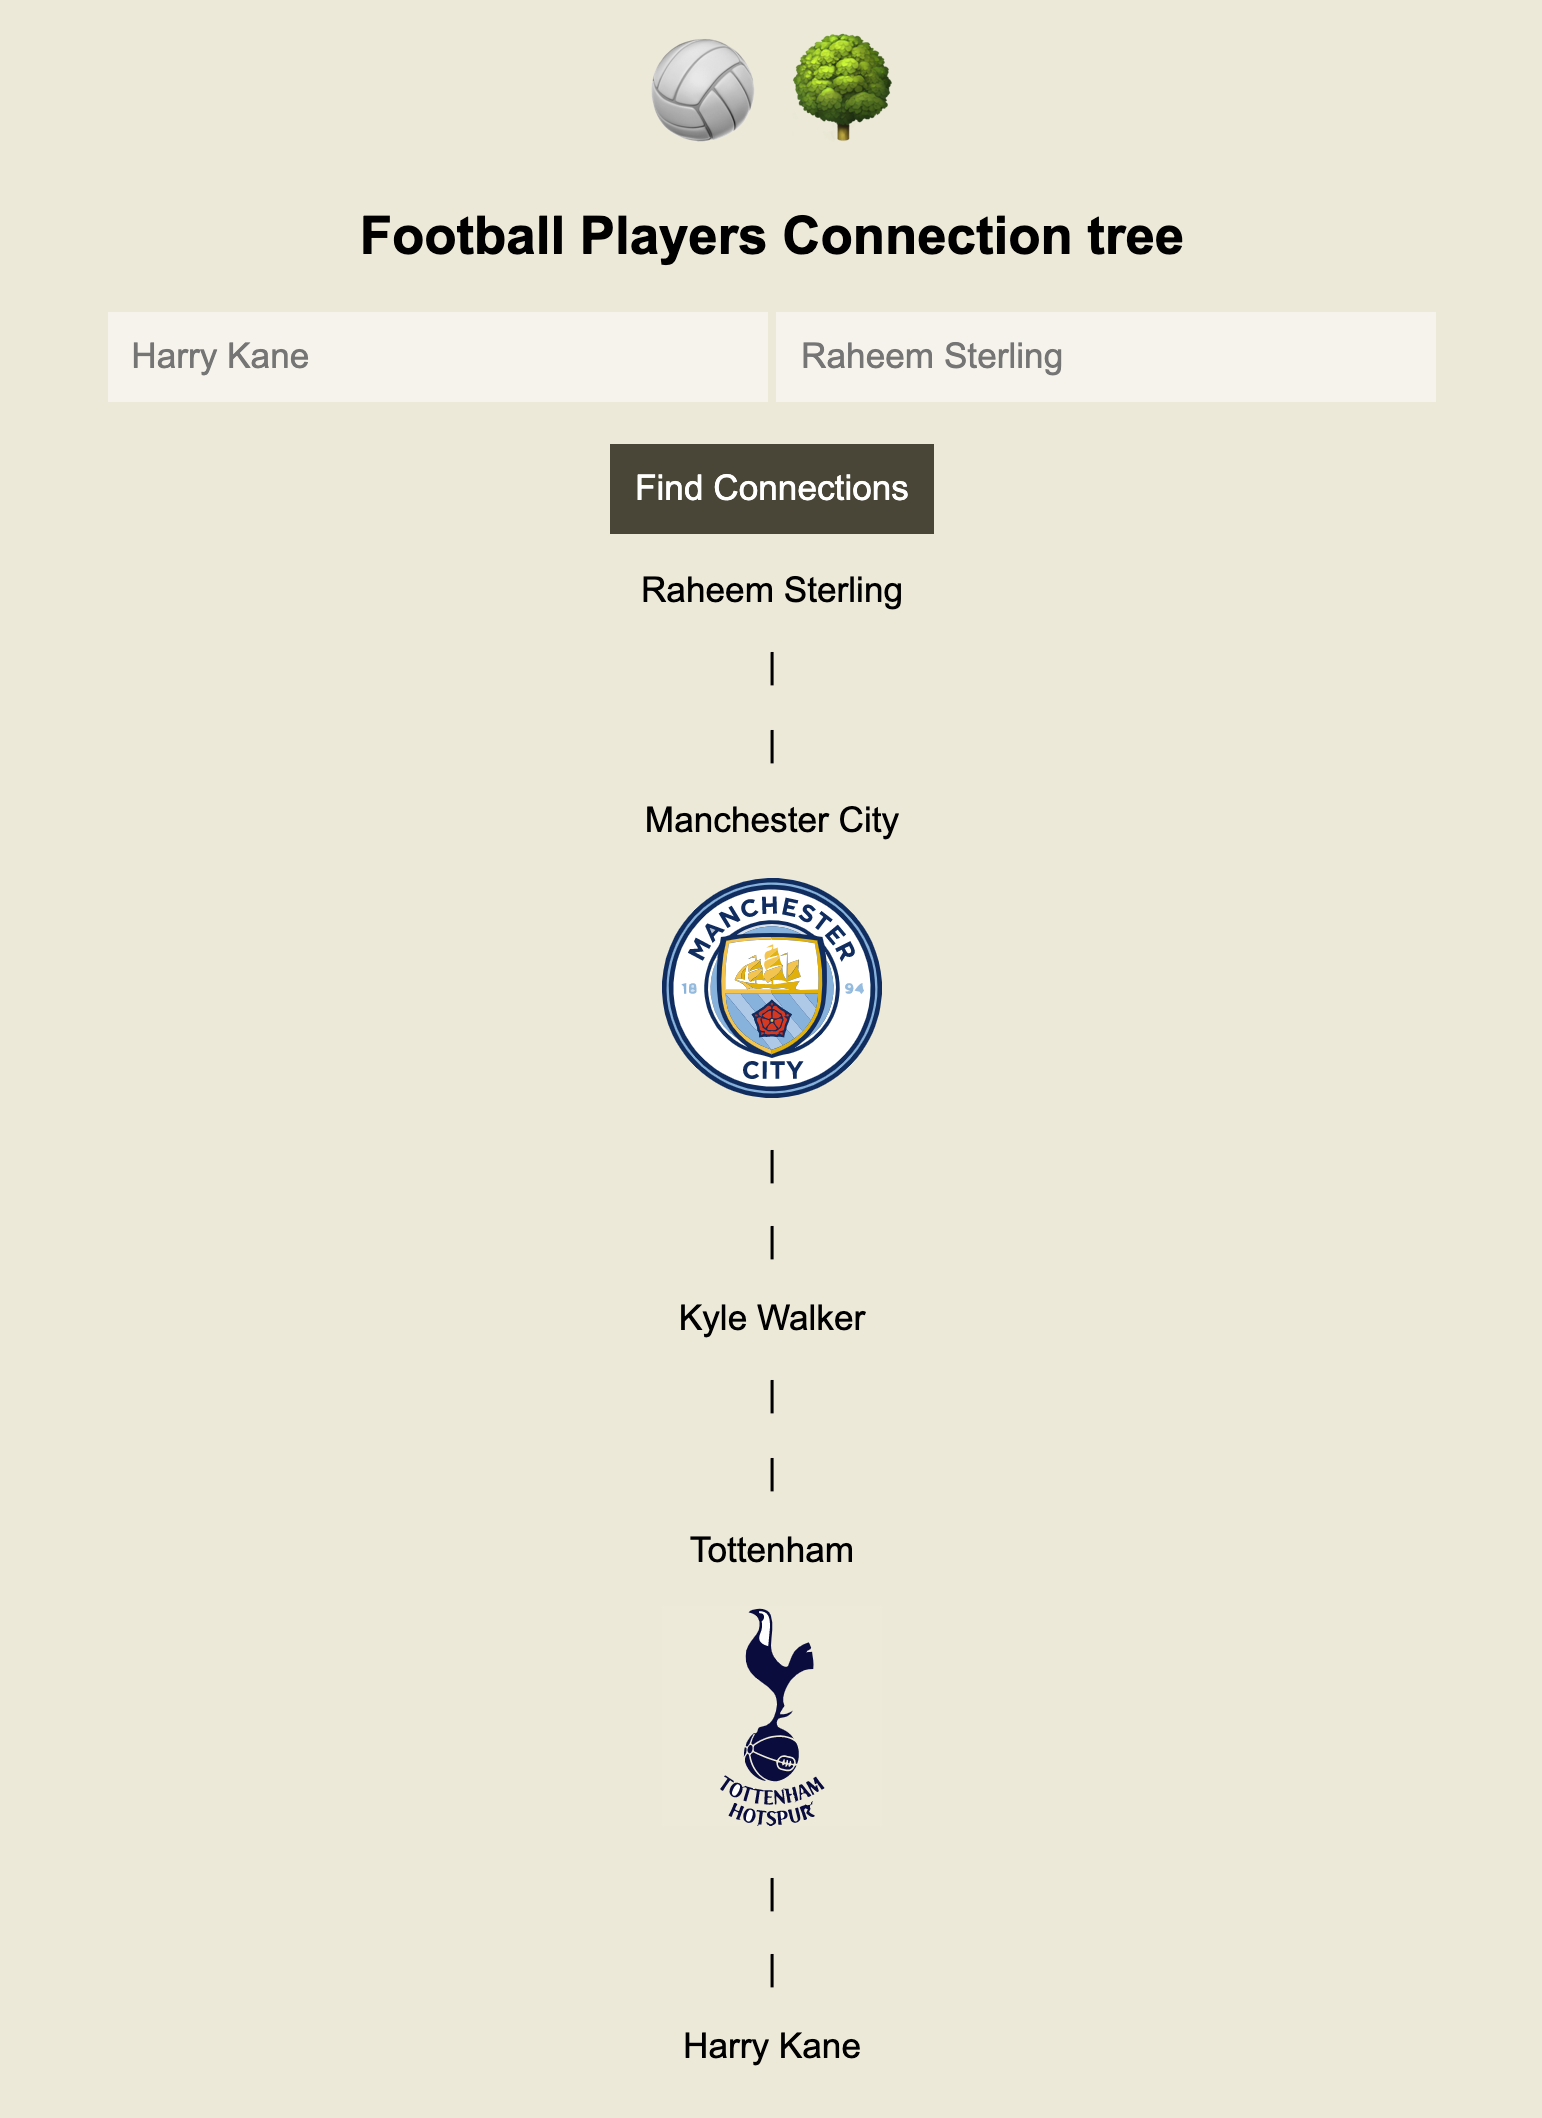 Football Players Connection tree
Harry Kane
Raheem Sterling
Find Connections
Raheem Sterling
|
|
Manchester City
MANCHESTER
18 94
CITY
|
|
Kyle Walker
|
|
Tottenham
TOTTENHAM
HOTSPUR
|
|
Harry Kane